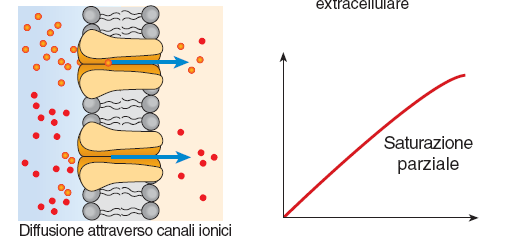 extracellulare
Saturazione
parziale
Diffusione attraverso canali ionici